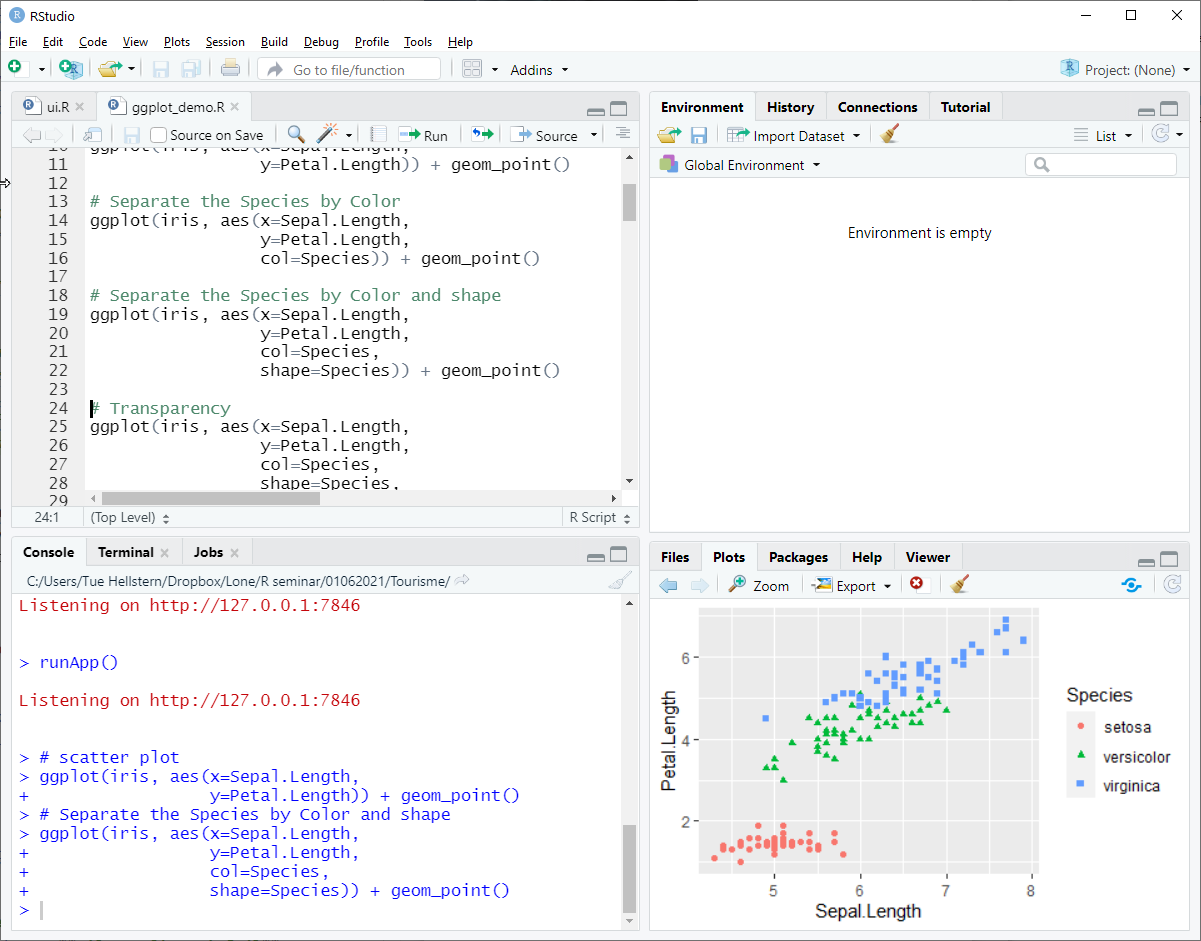 RStudio
File Edit Code View Plots Session Build Debug Profile Tools Help
Go to file/function Addins Project: (None)
ui.R ggplot_demo.R
Source on Save Run Source
10 ggplot(iris, aes(x=Sepal.Length,
11 y=Petal.Length)) + geom_point()
12
13 # Separate the Species by Color
14 ggplot(iris, aes(x=Sepal.Length,
15 y=Petal.Length,
16 col=Species)) + geom_point()
17
18 # Separate the Species by Color and shape
19 ggplot(iris, aes(x=Sepal.Length,
20 y=Petal.Length,
21 col=Species,
22 shape=Species)) + geom_point()
23
24 # Transparency
25 ggplot(iris, aes(x=Sepal.Length,
26 y=Petal.Length,
27 col=Species,
28 shape=Species,
29
24:1 (Top Level) R Script
Console Terminal Jobs
C:/Users/Tue Hellstern/Dropbox/Lone/R seminar/01062021/Tourisme/
Listening on http://127.0.0.1:7846
> runApp()
Listening on http://127.0.0.1:7846
> # scatter plot
> ggplot(iris, aes(x=Sepal.Length,
+ y=Petal.Length)) + geom_point()
> # Separate the Species by Color and shape
> ggplot(iris, aes(x=Sepal.Length,
+ y=Petal.Length,
+ col=Species,
+ shape=Species)) + geom_point()
>
Environment History Connections Tutorial
Import Dataset List
Global Environment
Environment is empty
Files Plots Packages Help Viewer
Zoom Export
Petal.Length
6
4
2
5 6 7 8
Sepal.Length
Species
setosa
versicolor
virginica